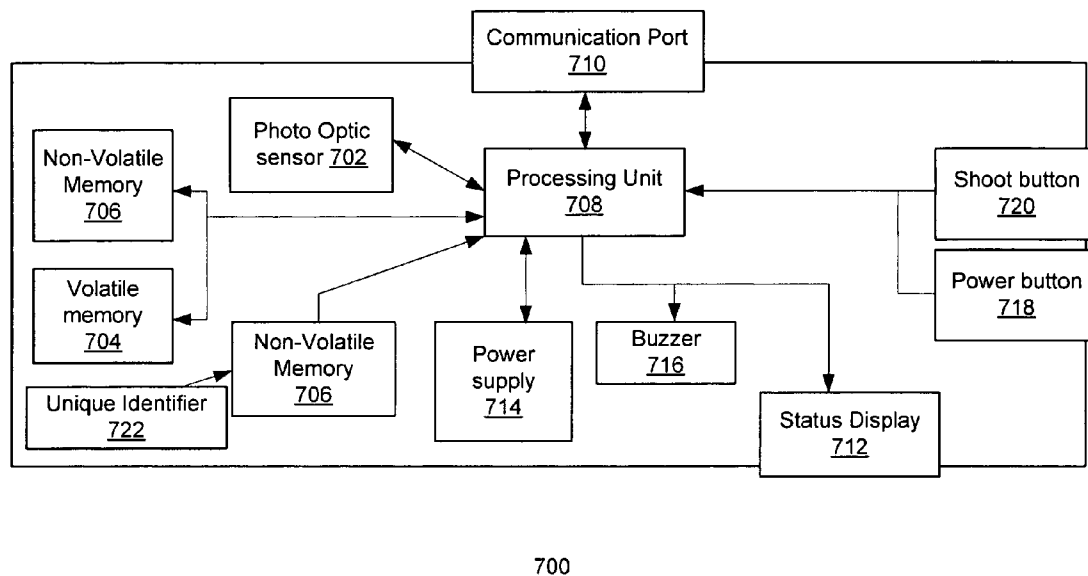 Communication Port
710
Photo Optic
sensor 702
Non-Volatile
Memory
706
Processing Unit
708
Shoot button
720
Power button
718
Volatile
memory
704
Non-Volatile
Memory
706
Power
supply
714
Buzzer
716
Unique Identifier
722
Status Display
712
700